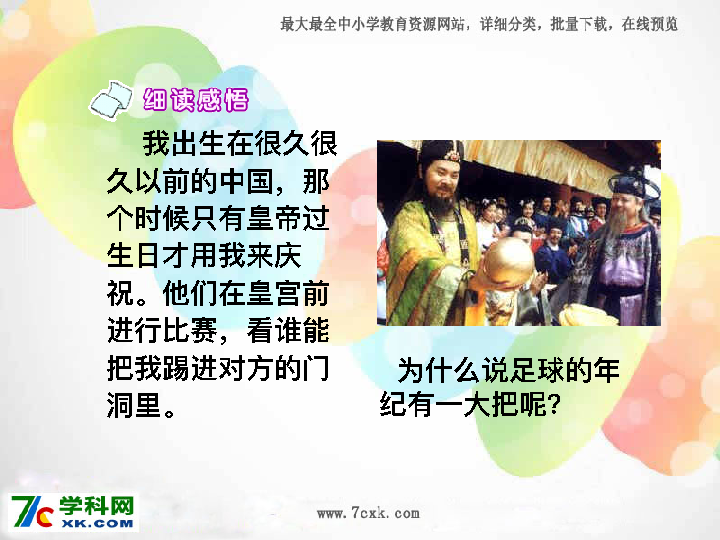 最大最全中小学教育资源网站，详细分类，批量下载，在线预览
细读感悟
我出生在很久很
久以前的中国，那
个时候只有皇帝过
生日才用我来庆
祝。他们在皇宫前
进行比赛，看谁能
把我踢进对方的门
洞里。
为什么说足球的年
纪有一大把呢？
7c 学科网
XK.COM
www.7cxk.com